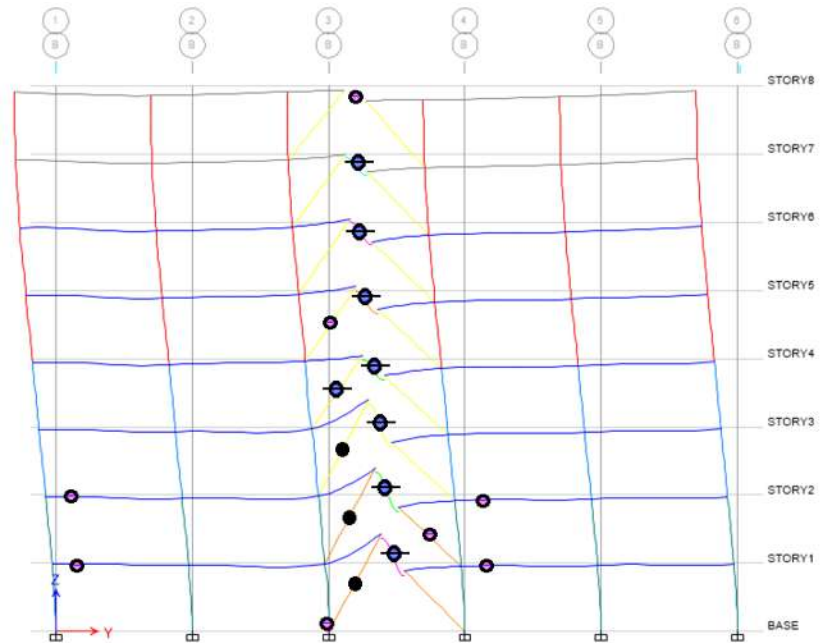 1 2 3 4 5 6
B B B B B B
STORY8
STORY7
STORY6
STORY5
STORY4
STORY3
STORY2
STORY1
Z
Y
BASE